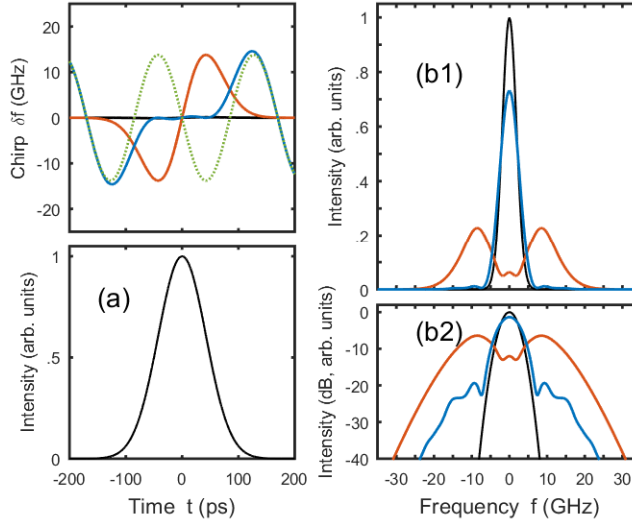 20
10
0
-10
-20
Chirp δf (GHz)
(a)
1
.5
0
Intensity (arb. units)
-200 -100 0 100 200
Time t (ps)
(b1)
1
.8
.6
.4
.2
0
Intensity (arb. units)
(b2)
0
-10
-20
-30
-40
Intensity (dB, arb. units)
-30 -20 -10 0 10 20 30
Frequency f (GHz)